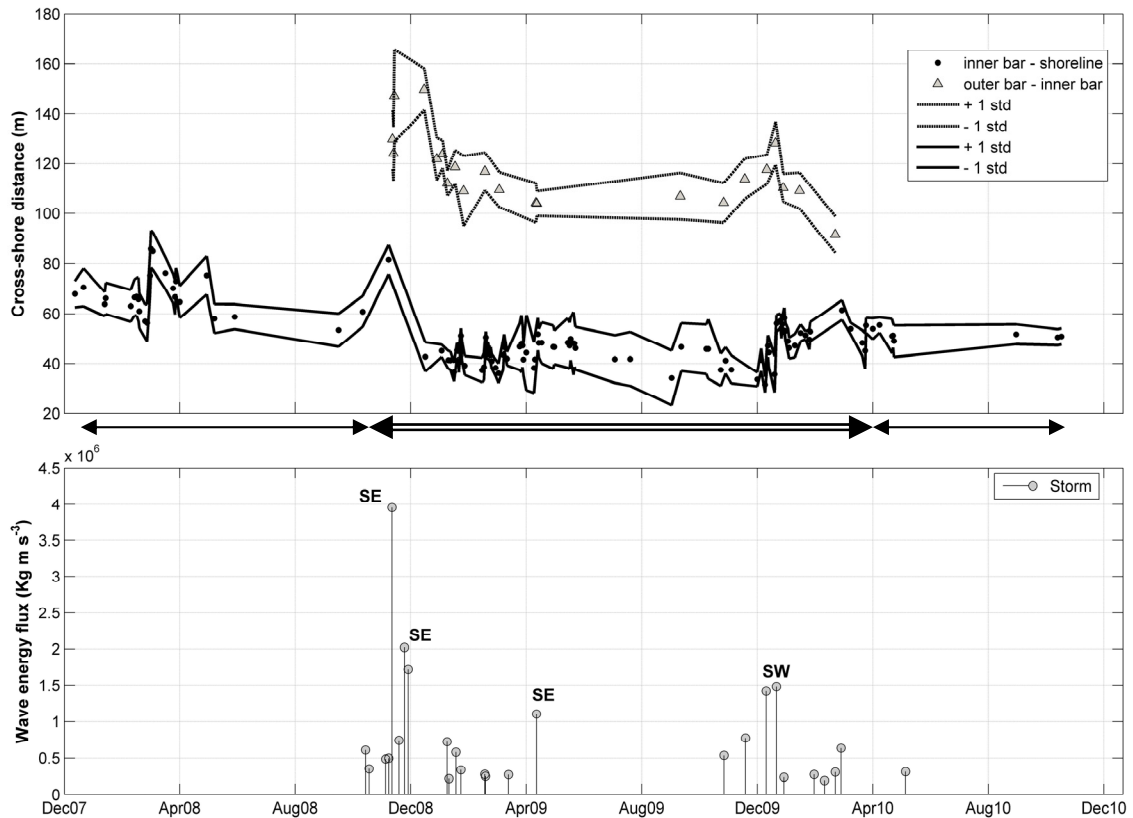 180
160
140
120
100
80
60
40
20
Cross-shore distance (m)
inner bar - shoreline
outer bar - inner bar
+ 1 std
- 1 std
+ 1 std
- 1 std
x 10^6
4.5
4
3.5
3
2.5
2
1.5
1
0.5
0
Wave energy flux (Kg m s^-3)
Storm
SE
SE
SE
SW
Dec07 Apr08 Aug08 Dec08 Apr09 Aug09 Dec09 Apr10 Aug10 Dec10